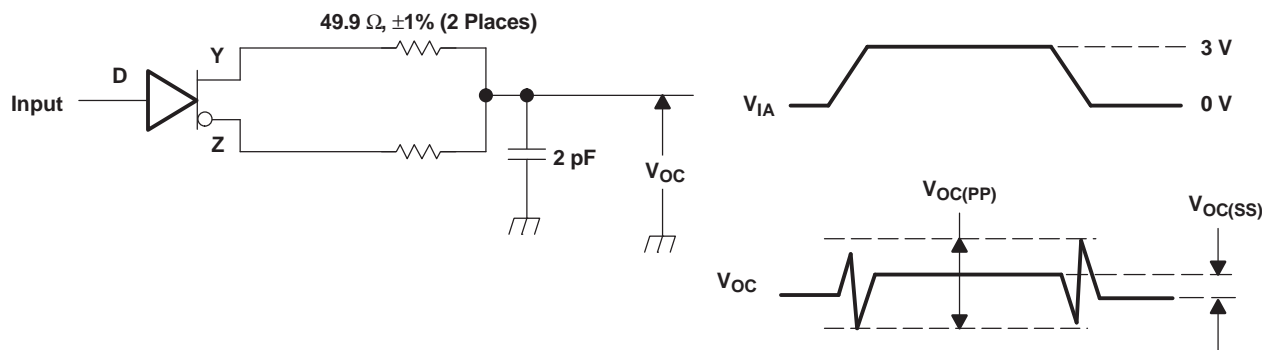 49.9 Ω, ±1% (2 Places)
Y
D
Input
Z
2 pF
VOC
3 V
VIA
0 V
VOC(PP)
VOC(SS)
VOC